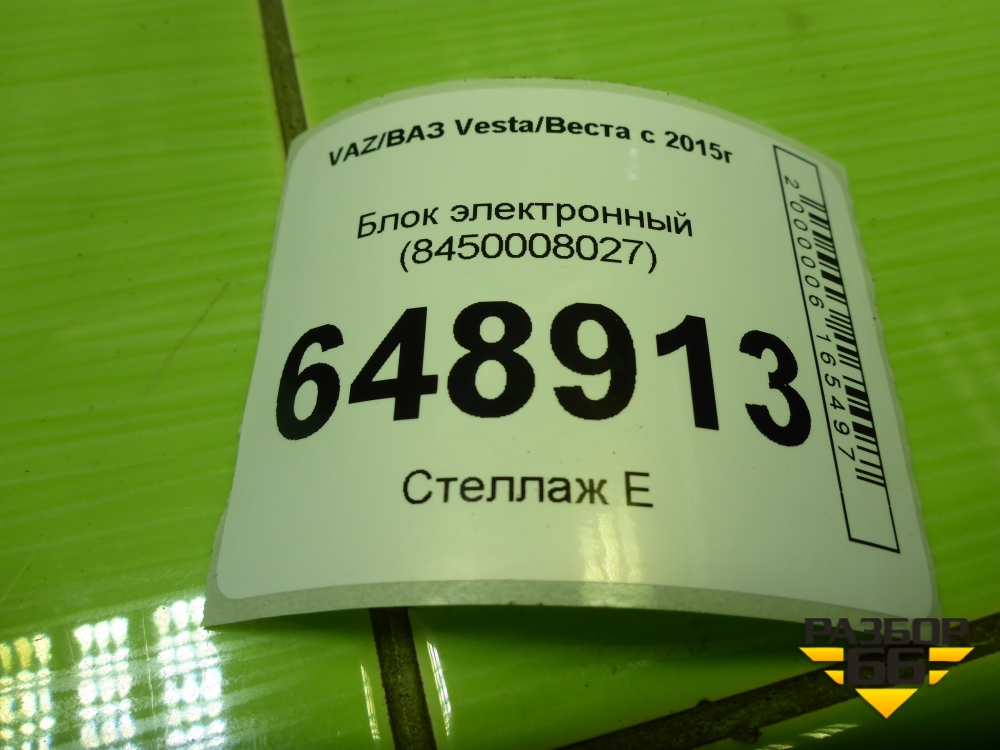 VAZ/ВАЗ Vesta/Веста с 2015г
Блок электронный
(8450008027)
648913
Стеллаж Е
2000006165497
РАЗБОР
66